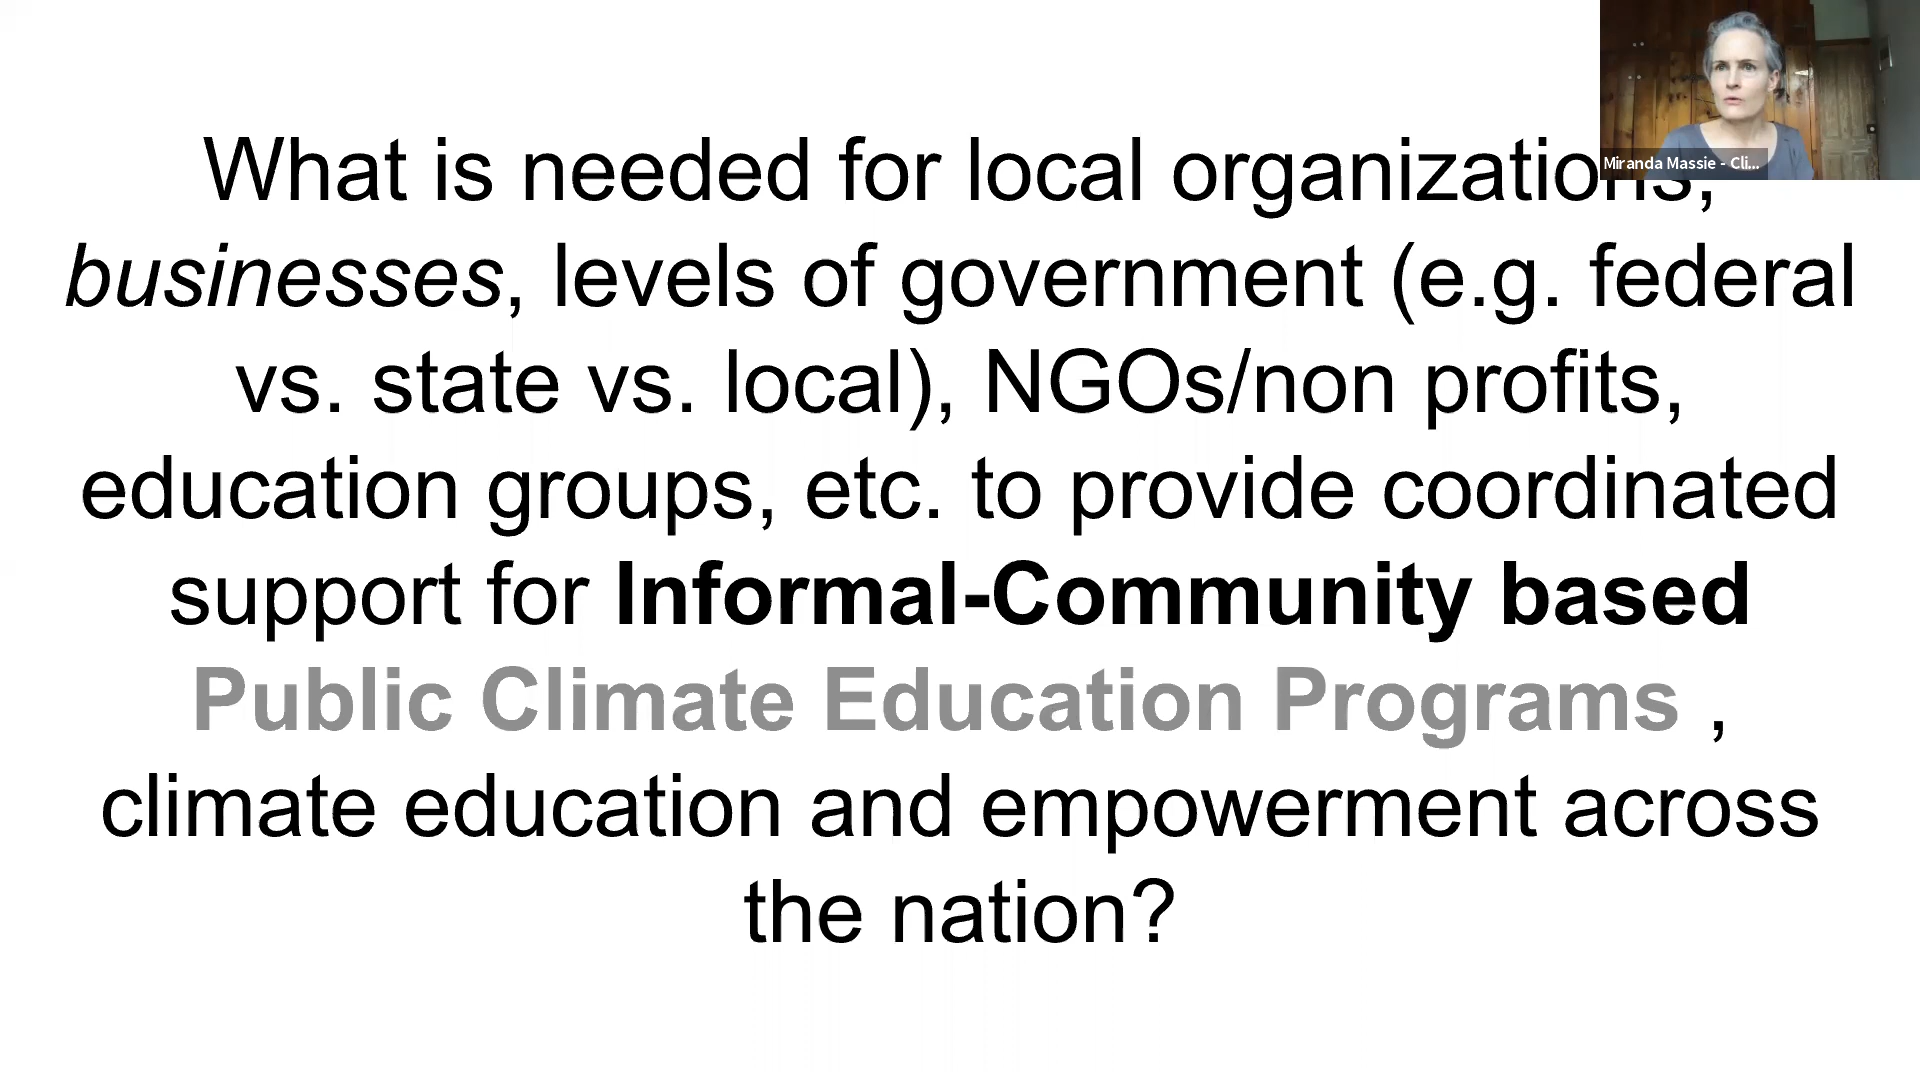 What is needed for local organizations,
businesses, levels of government (e.g. federal
vs. state vs. local), NGOs/non profits,
education groups, etc. to provide coordinated
support for Informal-Community based
Public Climate Education Programs ,
climate education and empowerment across
the nation?
Miranda Massie - Cli...